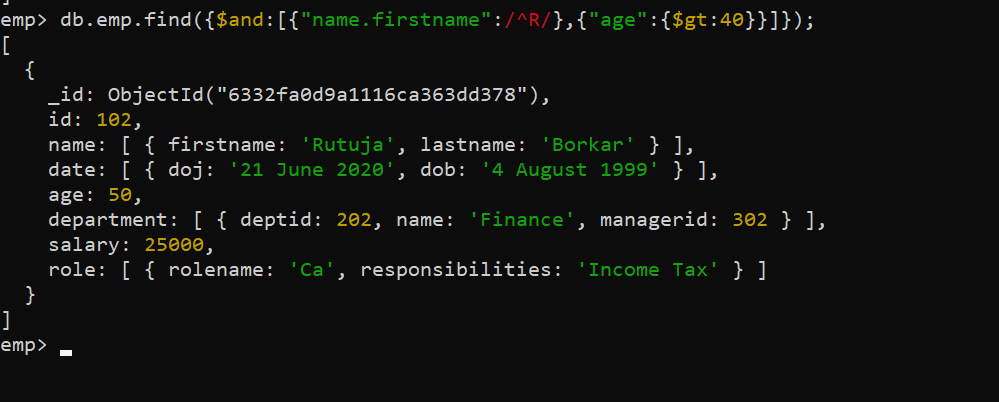 emp> db.emp.find({$and:[{"name.firstname":/^R/},{"age":{$gt:40}}]});
[
  {
    _id: ObjectId("6332fa0d9a1116ca363dd378"),
    id: 102,
    name: [ { firstname: 'Rutuja', lastname: 'Borkar' } ],
    date: [ { doj: '21 June 2020', dob: '4 August 1999' } ],
    age: 50,
    department: [ { deptid: 202, name: 'Finance', managerid: 302 } ],
    salary: 25000,
    role: [ { rolename: 'Ca', responsibilities: 'Income Tax' } ]
  }
]
emp>